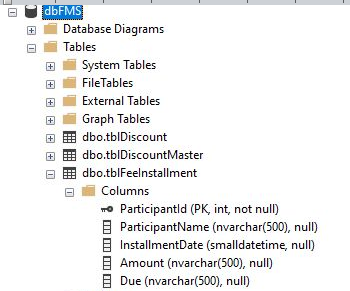 dbFMS
Database Diagrams
Tables
System Tables
FileTables
External Tables
Graph Tables
dbo.tblDiscount
dbo.tblDiscountMaster
dbo.tblFeeInstallment
Columns
ParticipantId (PK, int, not null)
ParticipantName (nvarchar(500), null)
InstallmentDate (smalldatetime, null)
Amount (nvarchar(500), null)
Due (nvarchar(500), null)